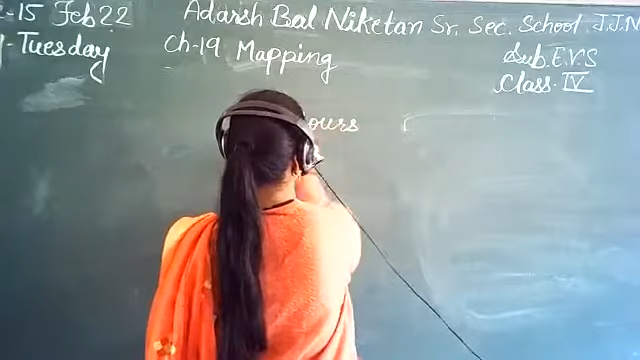 -15 Feb 22 Adarsh Bal Niketan Sr. Sec. School. J.J.N
Tuesday Ch-19 Mapping Sub. E.V.S
Class. IV
ours